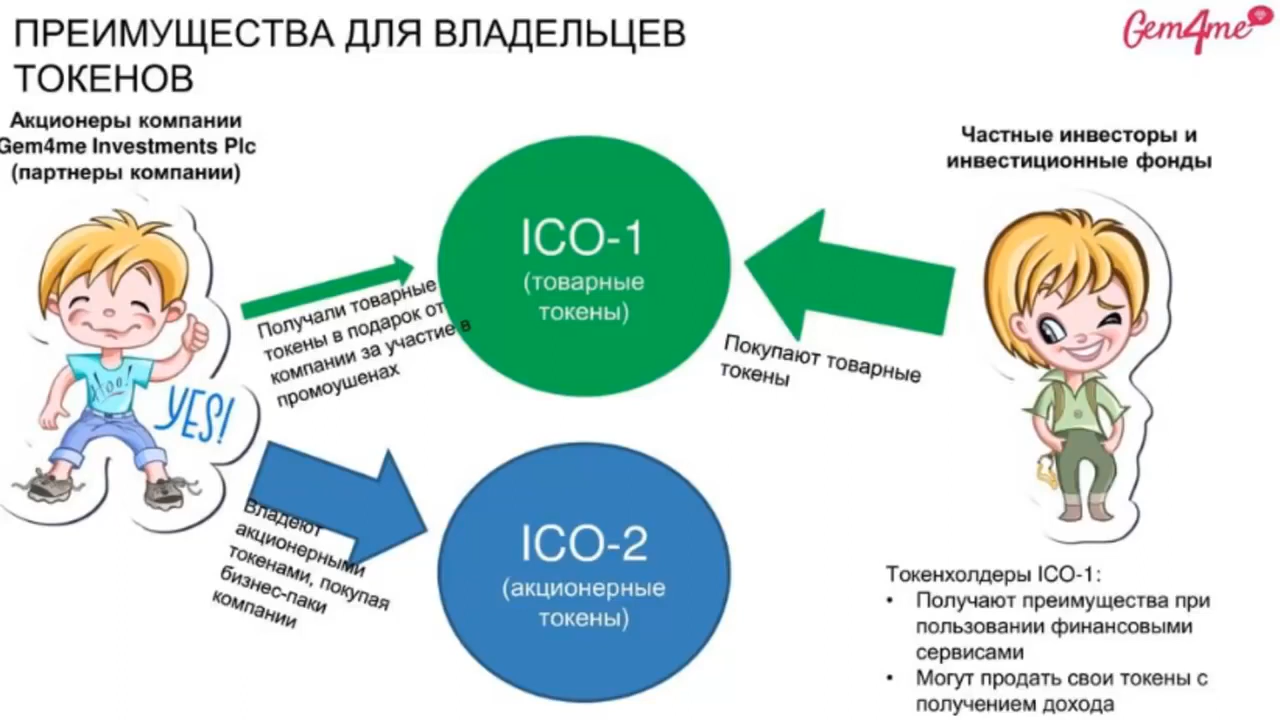 ПРЕИМУЩЕСТВА ДЛЯ ВЛАДЕЛЬЦЕВ
ТОКЕНОВ
Gem4me
Акционеры компании
Gem4me Investments Plc
(партнеры компании)
Частные инвесторы и
инвестиционные фонды
ICO-1
(товарные
токены)
Получали товарные
токены в подарок от
компании за участие в
промоушенах
Покупают товарные
токены
Woo!
YES!
Владеют
акционерными
токенами, покупая
бизнес-паки
компании
ICO-2
(акционерные
токены)
Токенхолдеры ICO-1:
• Получают преимущества при
пользовании финансовыми
сервисами
• Могут продать свои токены с
получением дохода